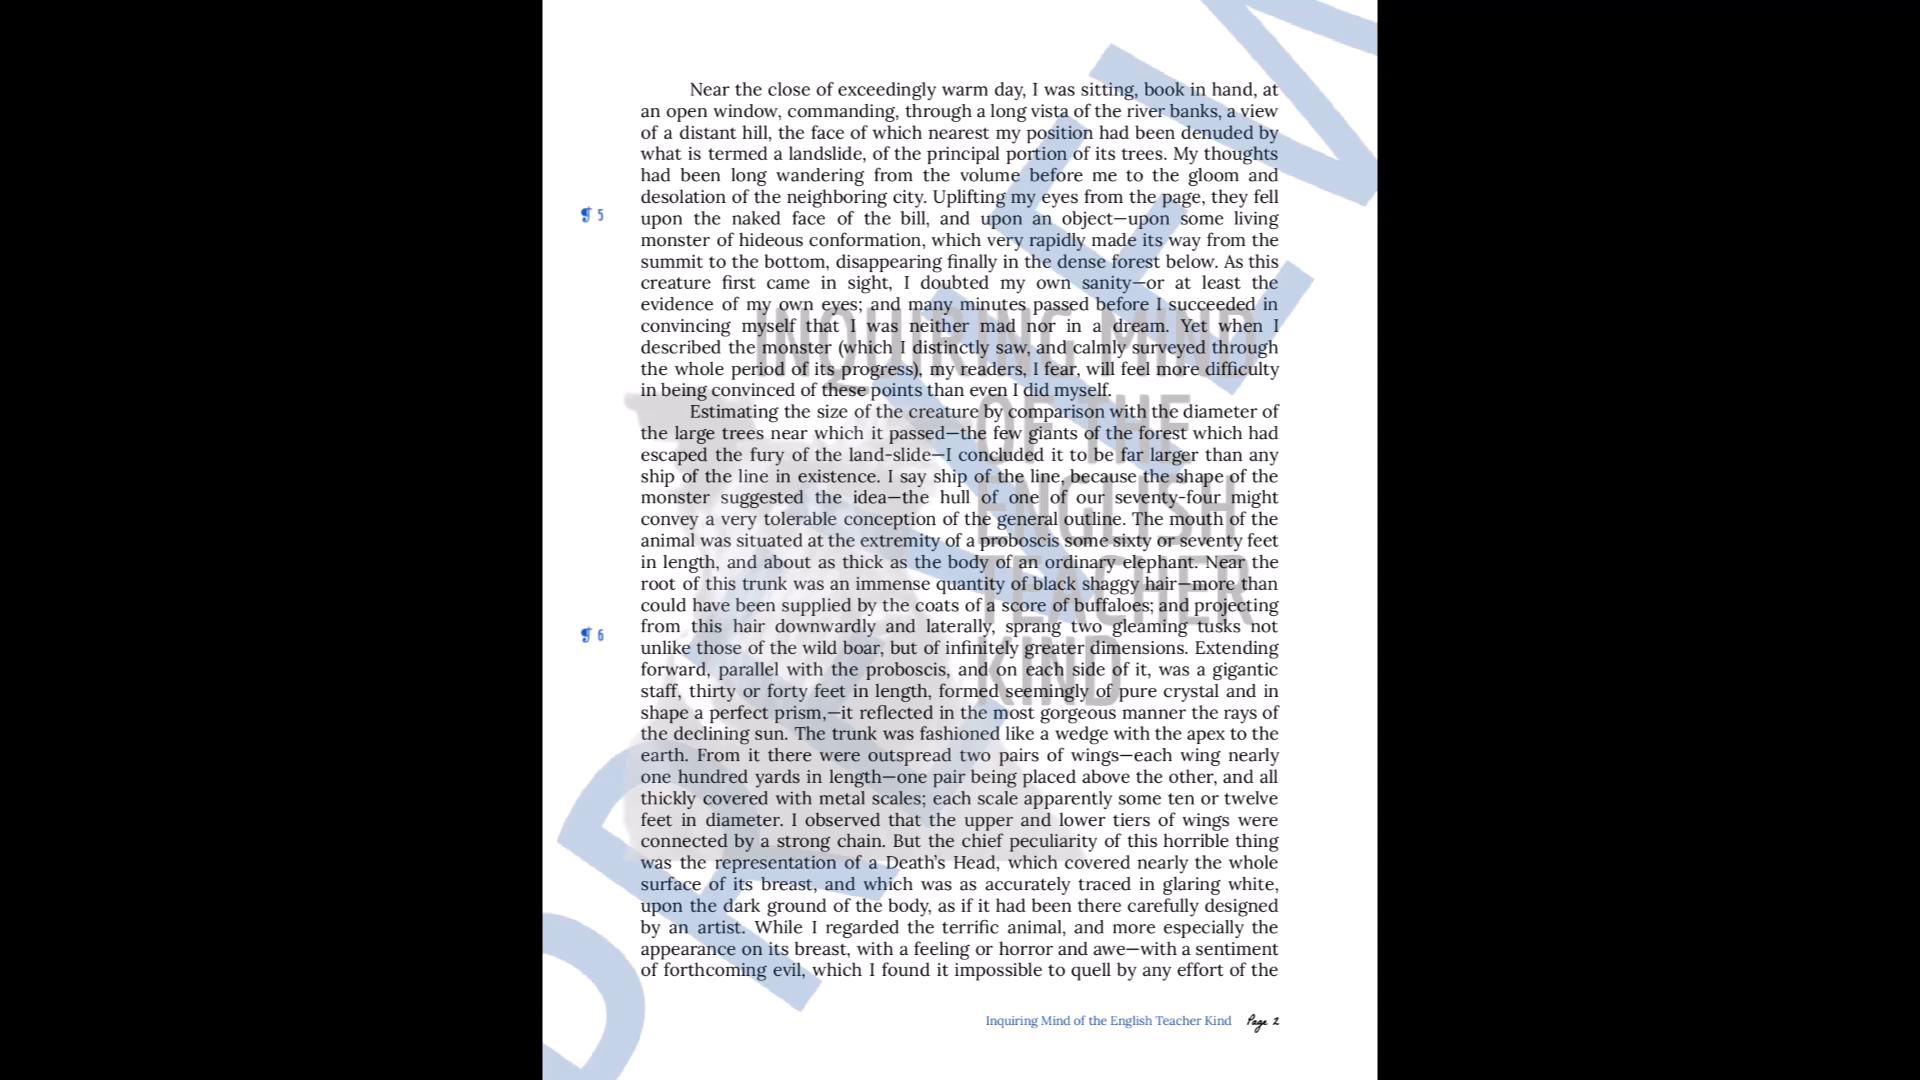 Near the close of exceedingly warm day, I was sitting, book in hand, at
an open window, commanding, through a long vista of the river banks, a view
of a distant hill, the face of which nearest my position had been denuded by
what is termed a landslide, of the principal portion of its trees. My thoughts
had been long wandering from the volume before me to the gloom and
desolation of the neighboring city. Uplifting my eyes from the page, they fell
¶ 5
upon the naked face of the bill, and upon an object—upon some living
monster of hideous conformation, which very rapidly made its way from the
summit to the bottom, disappearing finally in the dense forest below. As this
creature first came in sight, I doubted my own sanity—or at least the
evidence of my own eyes; and many minutes passed before I succeeded in
convincing myself that I was neither mad nor in a dream. Yet when I
described the monster (which I distinctly saw, and calmly surveyed through
the whole period of its progress), my readers, I fear, will feel more difficulty
in being convinced of these points than even I did myself.
Estimating the size of the creature by comparison with the diameter of
the large trees near which it passed—the few giants of the forest which had
escaped the fury of the land-slide—I concluded it to be far larger than any
ship of the line in existence. I say ship of the line, because the shape of the
monster suggested the idea—the hull of one of our seventy-four might
convey a very tolerable conception of the general outline. The mouth of the
animal was situated at the extremity of a proboscis some sixty or seventy feet
in length, and about as thick as the body of an ordinary elephant. Near the
root of this trunk was an immense quantity of black shaggy hair—more than
could have been supplied by the coats of a score of buffaloes; and projecting
from this hair downwardly and laterally, sprang two gleaming tusks not
¶ 6
unlike those of the wild boar, but of infinitely greater dimensions. Extending
forward, parallel with the proboscis, and on each side of it, was a gigantic
staff, thirty or forty feet in length, formed seemingly of pure crystal and in
shape a perfect prism,—it reflected in the most gorgeous manner the rays of
the declining sun. The trunk was fashioned like a wedge with the apex to the
earth. From it there were outspread two pairs of wings—each wing nearly
one hundred yards in length—one pair being placed above the other, and all
thickly covered with metal scales; each scale apparently some ten or twelve
feet in diameter. I observed that the upper and lower tiers of wings were
connected by a strong chain. But the chief peculiarity of this horrible thing
was the representation of a Death's Head, which covered nearly the whole
surface of its breast, and which was as accurately traced in glaring white,
upon the dark ground of the body, as if it had been there carefully designed
by an artist. While I regarded the terrific animal, and more especially the
appearance on its breast, with a feeling or horror and awe—with a sentiment
of forthcoming evil, which I found it impossible to quell by any effort of the
Inquiring Mind of the English Teacher Kind Page 2
INQUIRING MIND
OF THE
ENGLISH
TEACHER
KIND
PREVIEW